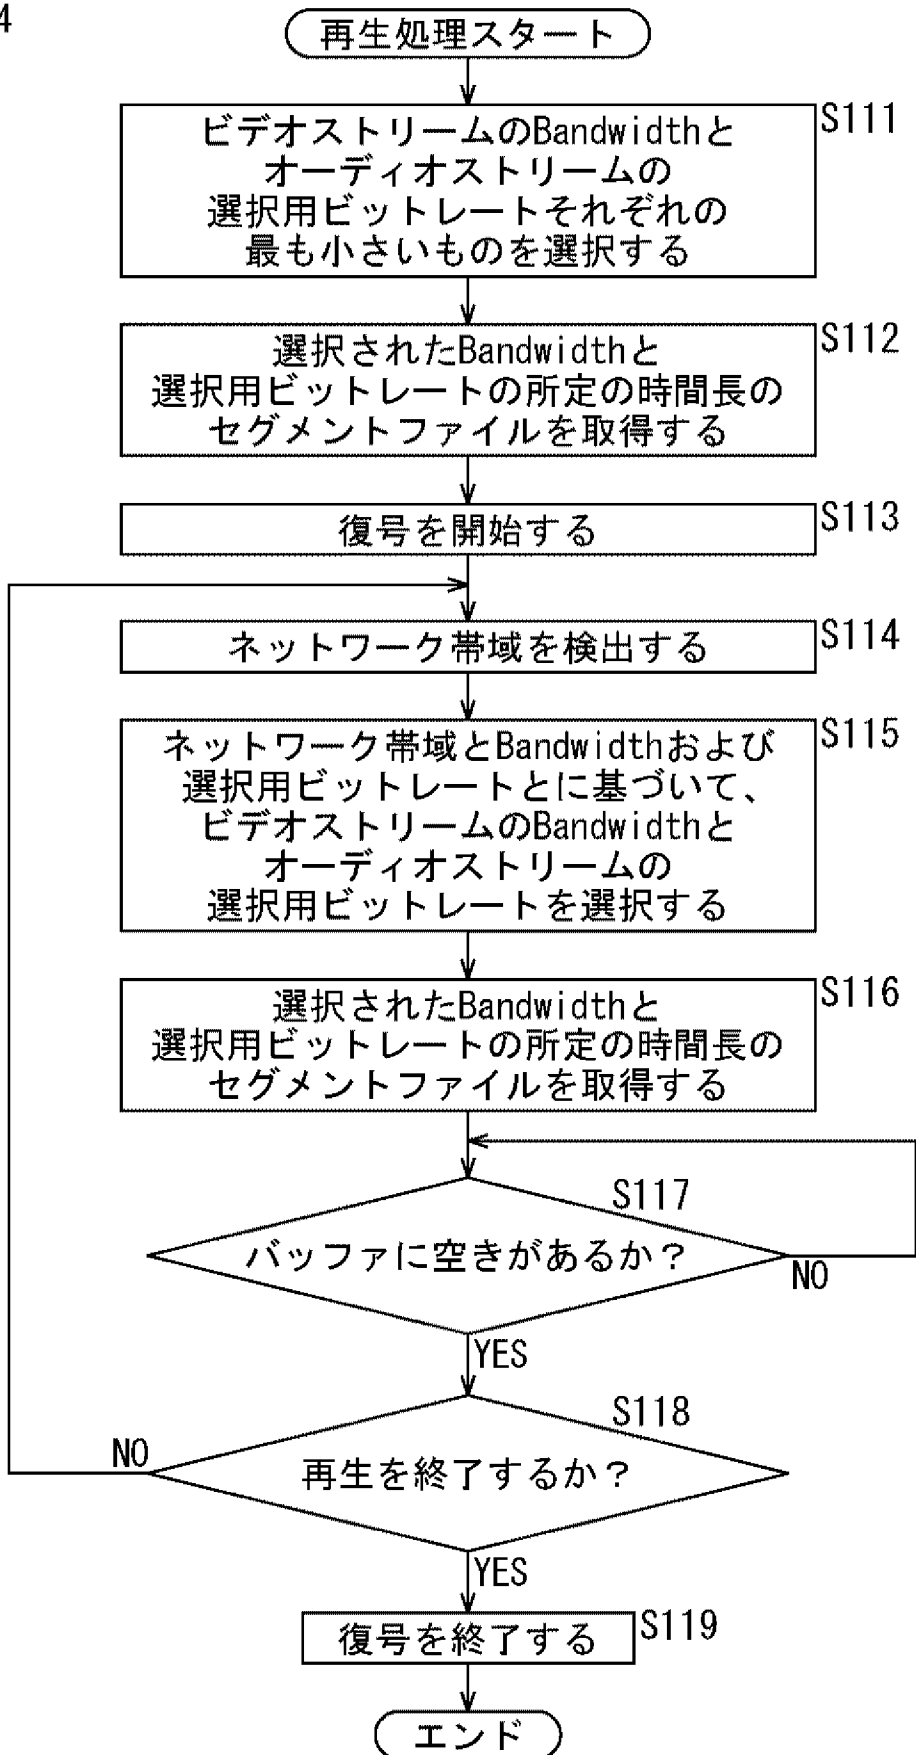 4
再生処理スタート
S111
ビデオストリームのBandwidthと
オーディオストリームの
選択用ビットレートそれぞれの
最も小さいものを選択する
S112
選択されたBandwidthと
選択用ビットレートの所定の時間長の
セグメントファイルを取得する
S113
復号を開始する
S114
ネットワーク帯域を検出する
S115
ネットワーク帯域とBandwidthおよび
選択用ビットレートとに基づいて、
ビデオストリームのBandwidthと
オーディオストリームの
選択用ビットレートを選択する
S116
選択されたBandwidthと
選択用ビットレートの所定の時間長の
セグメントファイルを取得する
S117
バッファに空きがあるか?
NO
YES
S118
再生を終了するか?
NO
YES
S119
復号を終了する
エンド